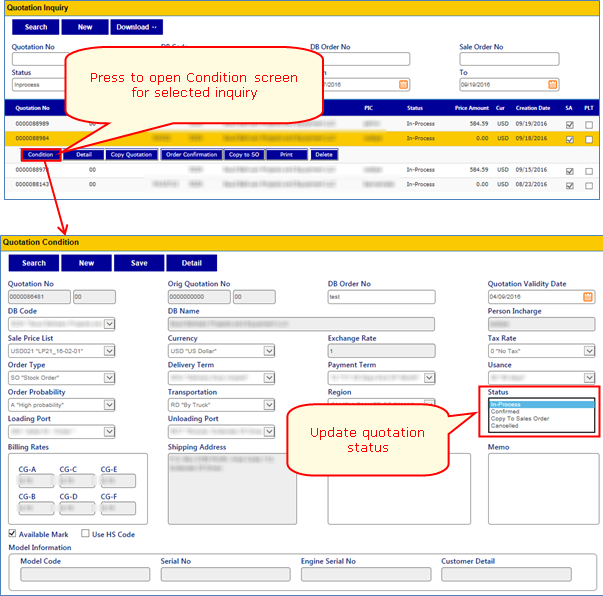 Quotation Inquiry
Search New Download
Quotation No DB Order No Sale Order No
Status To
Inprocess /2016 09/19/2016
Press to open Condition screen
for selected inquiry
Quotation No PIC Status Price Amount Cur Creation Date SA PLT
0000088989 00 In-Process 584.59 USD 09/19/2016
0000088984 In-Process 0.00 USD 09/18/2016
Condition Detail Copy Quotation Order Confirmation Copy to SO Print Delete
000008897 00 In-Process 584.59 USD 09/15/2016
000008814 00 In-Process 0.00 USD 08/23/2016
Quotation Condition
Search New Save Detail
Quotation No Orig Quotation No DB Order No Quotation Validity Date
0000086481 00 0000000000 00 test 04/09/2016
DB Code DB Name Person Incharge
Sale Price List Currency Exchange Rate Tax Rate
USD021 "LP21_16-02-01" USD "US Dollar" 1 0 "No Tax"
Order Type Delivery Term Payment Term Usance
SO "Stock Order"
Order Probability Transportation Region Status
A "High probability" RO "By Truck" In-Process
Confirmed
Copy To Sales Order
Cancelled
Loading Port Unloading Port
Update quotation
status
Billing Rates Shipping Address Memo
CG-A CG-C CG-E
CG-B CG-D CG-F
Available Mark Use HS Code
Model Information
Model Code Serial No Engine Serial No Customer Detail